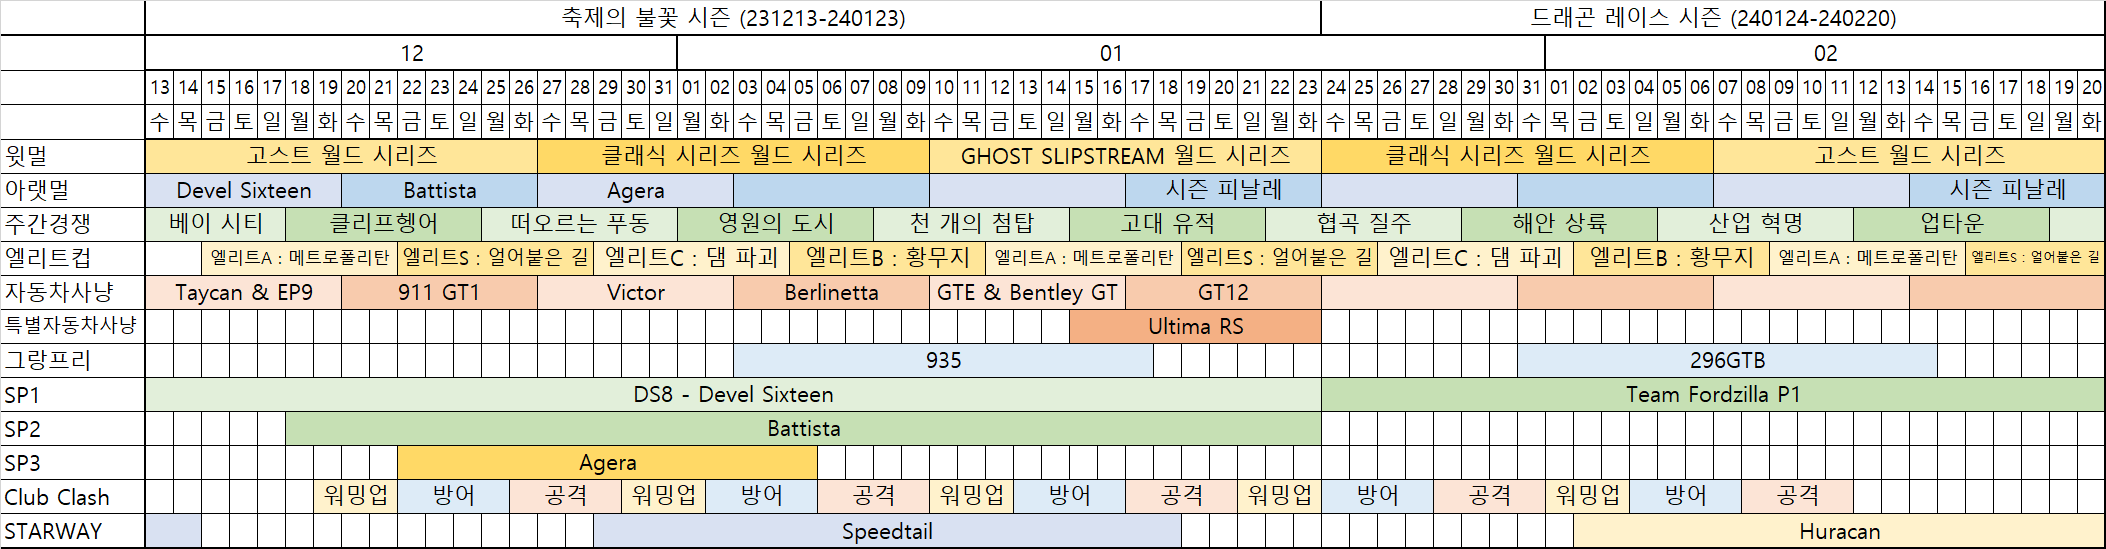 축제의 불꽃 시즌 (231213-240123) 드래곤 레이스 시즌 (240124-240220)
12 01 02
13 14 15 16 17 18 19 20 21 22 23 24 25 26 27 28 29 30 31 01 02 03 04 05 06 07 08 09 10 11 12 13 14 15 16 17 18 19 20 21 22 23 24 25 26 27 28 29 30 31 01 02 03 04 05 06 07 08 09 10 11 12 13 14 15 16 17 18 19 20
수 목 금 토 일 월 화 수 목 금 토 일 월 화 수 목 금 토 일 월 화 수 목 금 토 일 월 화 수 목 금 토 일 월 화 수 목 금 토 일 월 화 수 목 금 토 일 월 화 수 목 금 토 일 월 화 수 목 금 토 일 월 화 수 목 금 토 일 월 화
윗멀 고스트 월드 시리즈 클래식 시리즈 월드 시리즈 GHOST SLIPSTREAM 월드 시리즈 클래식 시리즈 월드 시리즈 고스트 월드 시리즈
아랫멀 Devel Sixteen Battista Agera 시즌 피날레 시즌 피날레
주간경쟁 베이 시티 클리프헹어 떠오르는 푸동 영원의 도시 천 개의 첨탑 고대 유적 협곡 질주 해안 상륙 산업 혁명 업타운
엘리트컵 엘리트A : 메트로폴리탄 엘리트S : 얼어붙은 길 엘리트C : 댐 파괴 엘리트B : 황무지 엘리트A : 메트로폴리탄 엘리트S : 얼어붙은 길 엘리트C : 댐 파괴 엘리트B : 황무지 엘리트A : 메트로폴리탄 엘리트S : 얼어붙은 길
자동차사냥 Taycan & EP9 911 GT1 Victor Berlinetta GTE & Bentley GT GT12
특별자동차사냥 Ultima RS
그랑프리 935 296GTB
SP1 DS8 - Devel Sixteen Team Fordzilla P1
SP2 Battista
SP3 Agera
Club Clash 워밍업 방어 공격 워밍업 방어 공격 워밍업 방어 공격 워밍업 방어 공격 워밍업 방어 공격
STARWAY Speedtail Huracan